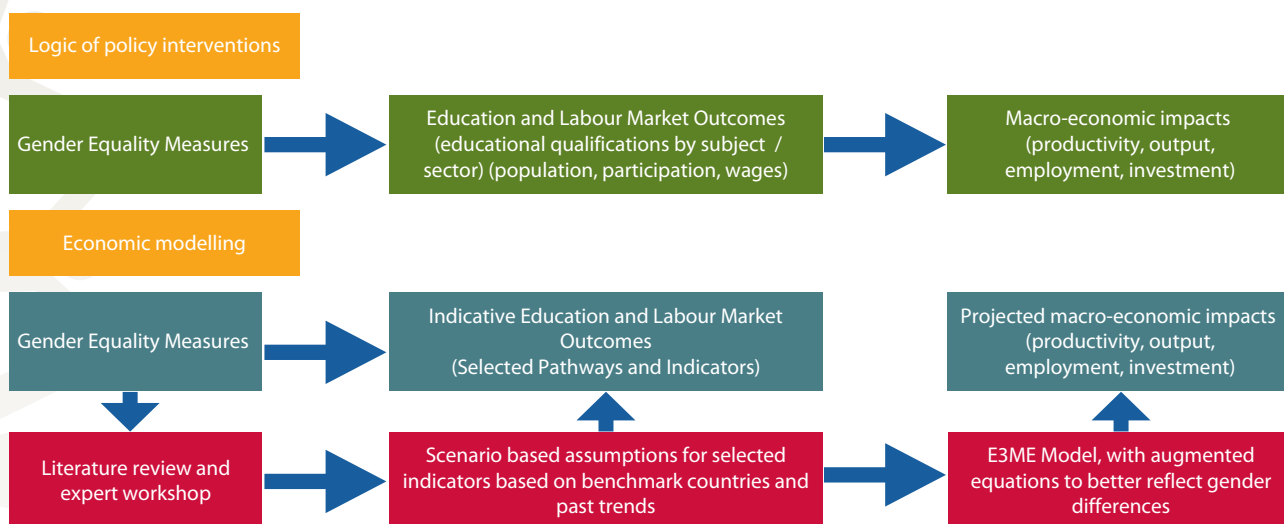 Logic of policy interventions
Gender Equality Measures
Education and Labour Market Outcomes
(educational qualifications by subject /
sector) (population, participation, wages)
Macro-economic impacts
(productivity, output,
employment, investment)
Economic modelling
Gender Equality Measures
Indicative Education and Labour Market
Outcomes
(Selected Pathways and Indicators)
Projected macro-economic impacts
(productivity, output,
employment, investment)
Literature review and
expert workshop
Scenario based assumptions for selected
indicators based on benchmark countries and
past trends
E3ME Model, with augmented
equations to better reflect gender
differences